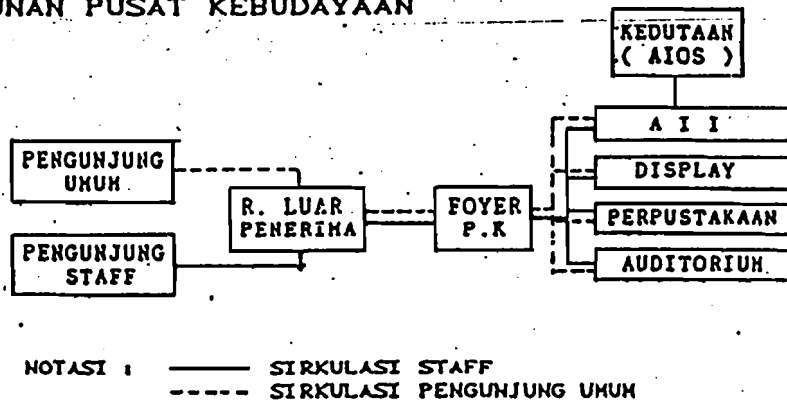 UNAN PUSAT KEBUDAYAAN
KEDUTAAN
( AIOS )
A I I
DISPLAY
PERPUSTAKAAN
AUDITORIUM
PENGUNJUNG
UMUM
PENGUNJUNG
STAFF
R. LUAR
PENERIMA
FOYER
P.K
NOTASI :
SIRKULASI STAFF
SIRKULASI PENGUNJUNG UMUM